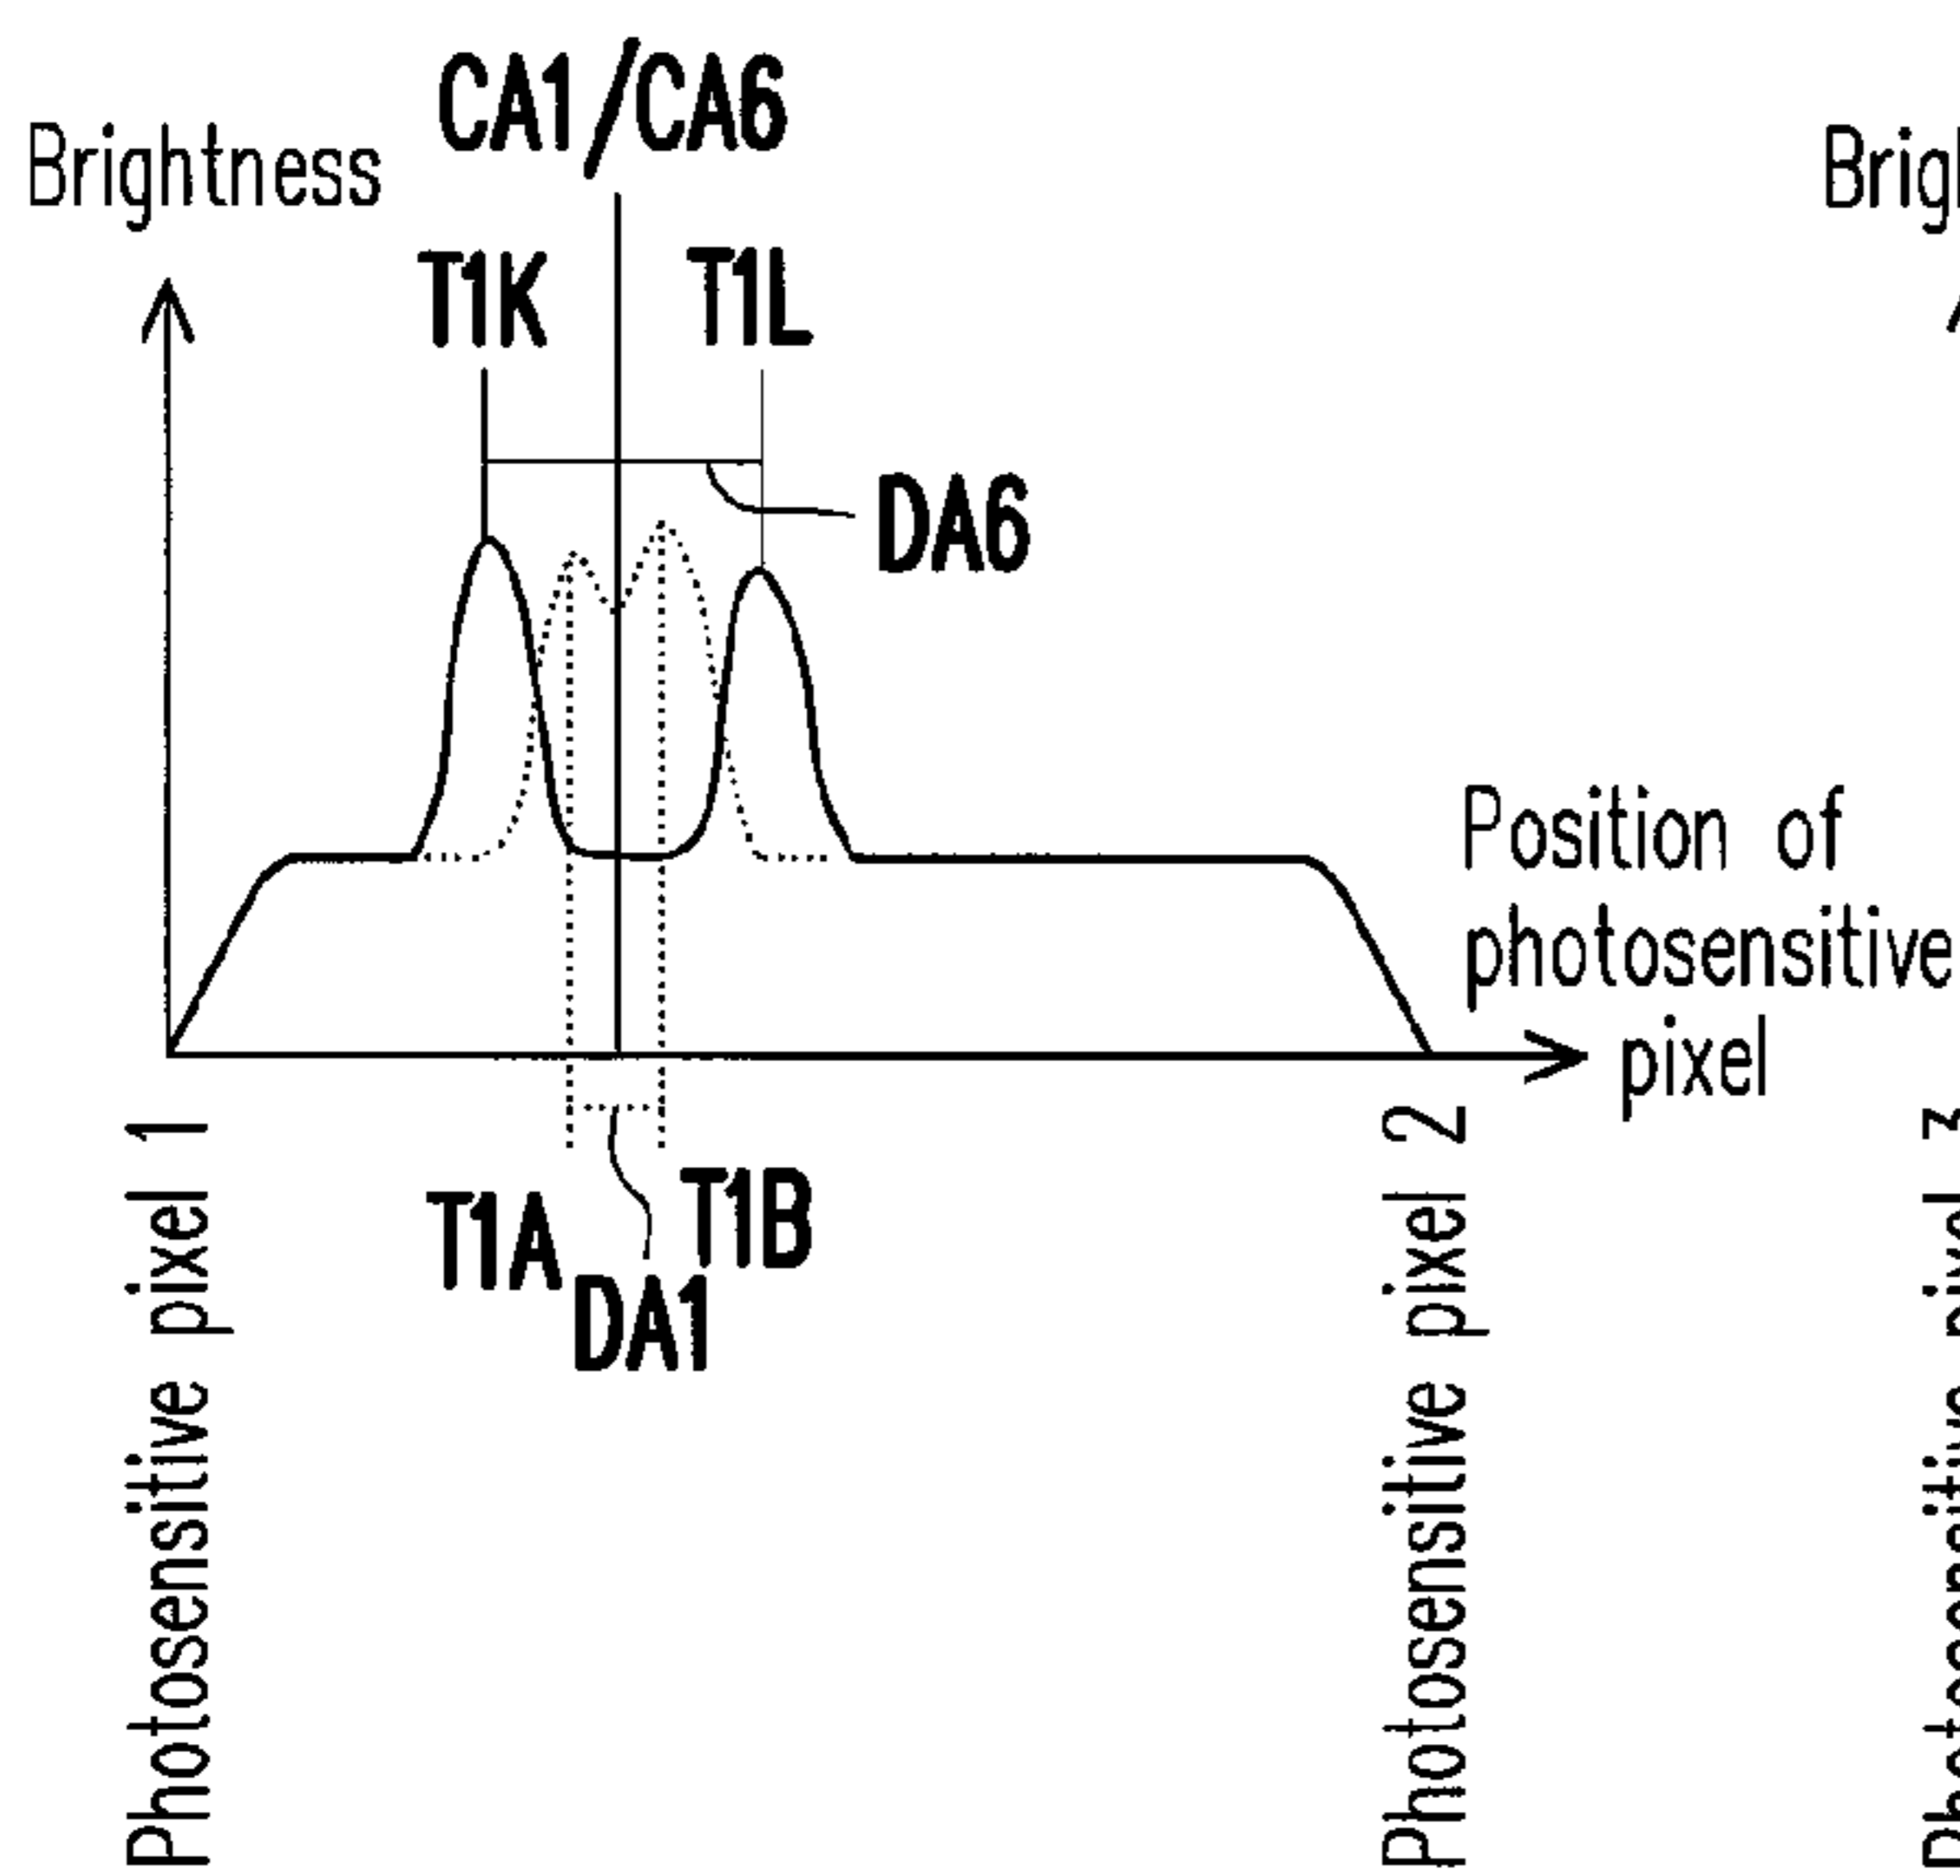 CA1/CA6
Brightness
T1K
T1L
DA6
Position of
photosensitive
pixel
T1A
T1B
DA1
Photosensitive pixel 1
Photosensitive pixel 2